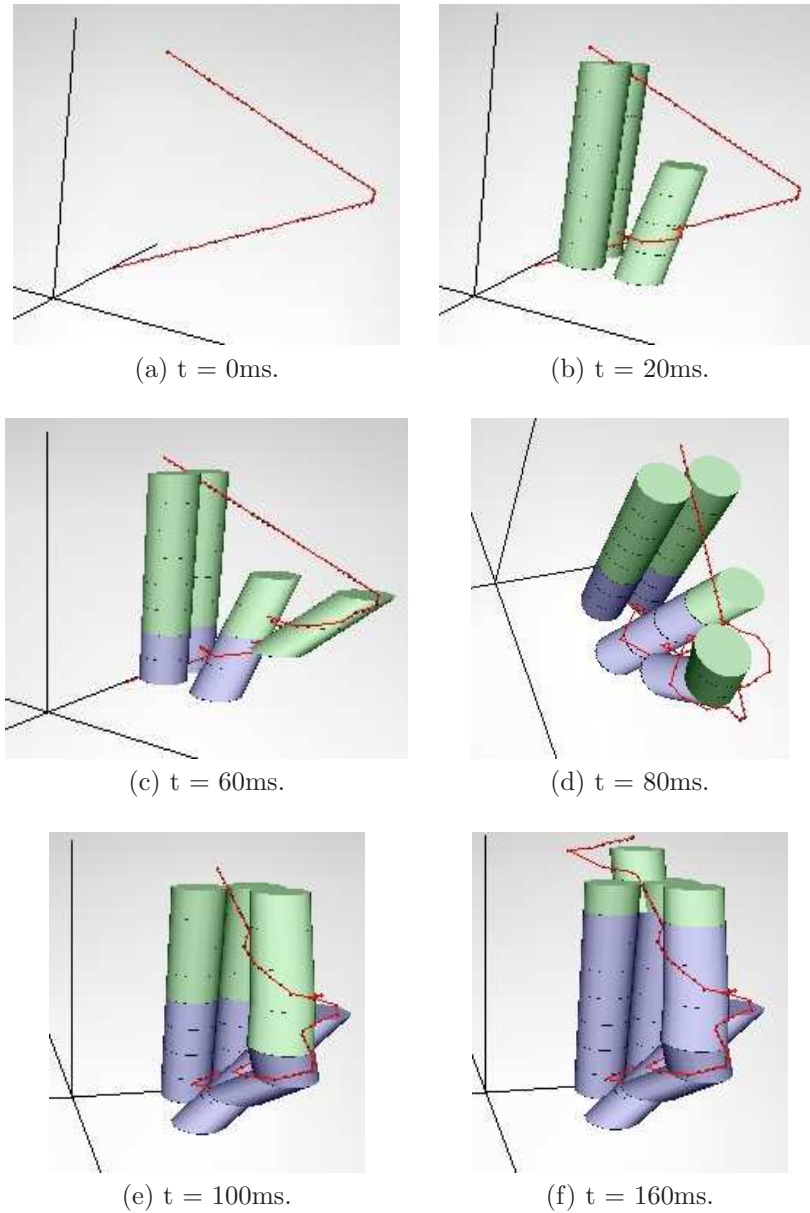 (a) t = 0ms.
(b) t = 20ms.
(c) t = 60ms.
(d) t = 80ms.
(e) t = 100ms.
(f) t = 160ms.